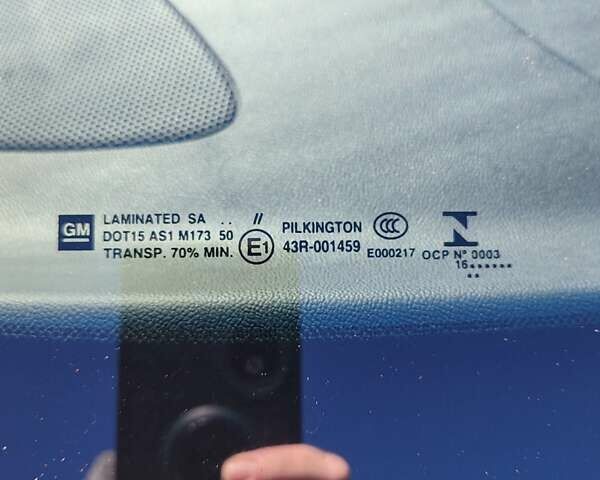 GM
LAMINATED SA .. //
DOT15 AS1 M173 50
TRANSP. 70% MIN.
E1
PILKINGTON
43R-001459
CCC
E000217
N
OCP Nº 0003
16.......
..